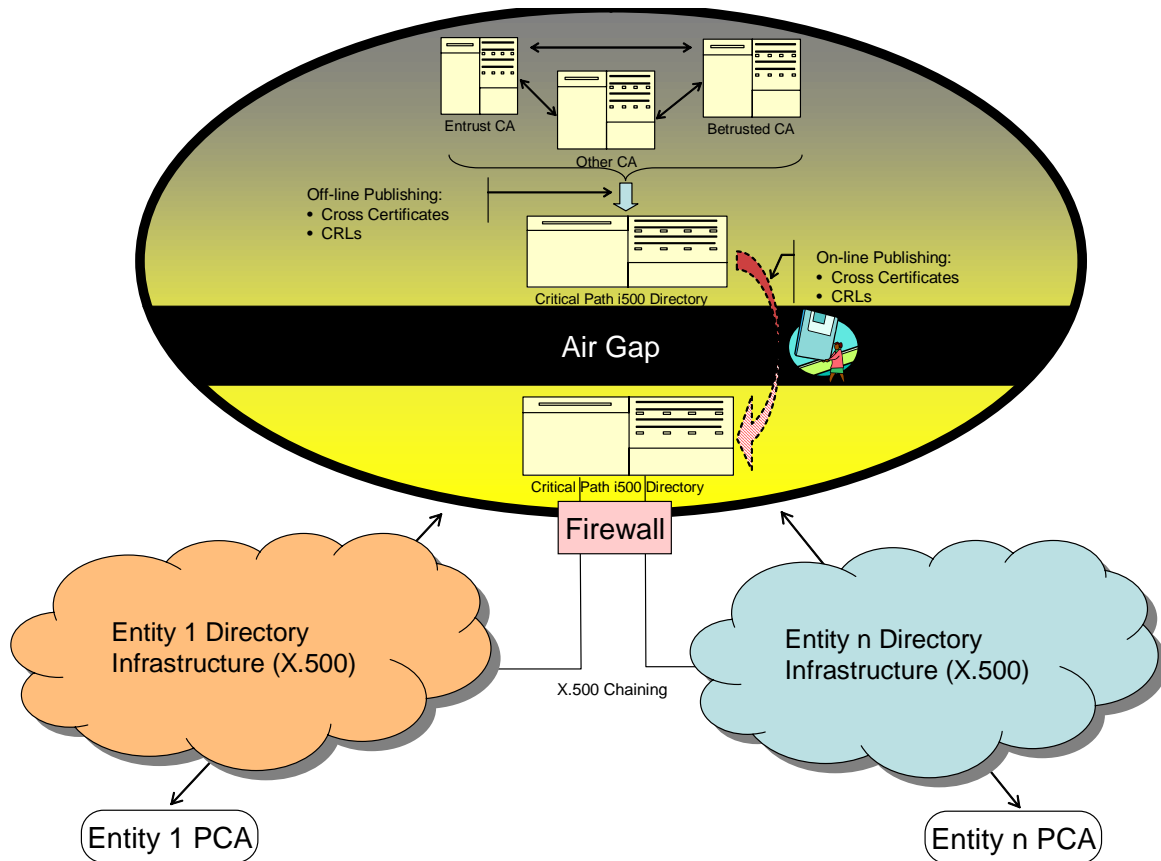 Entrust CA
Betrusted CA
Other CA
Off-line Publishing:
• Cross Certificates
• CRLs
On-line Publishing:
• Cross Certificates
• CRLs
Critical Path i500 Directory
Air Gap
Critical Path i500 Directory
Firewall
Entity 1 Directory
Infrastructure (X.500)
Entity n Directory
Infrastructure (X.500)
X.500 Chaining
Entity 1 PCA
Entity n PCA